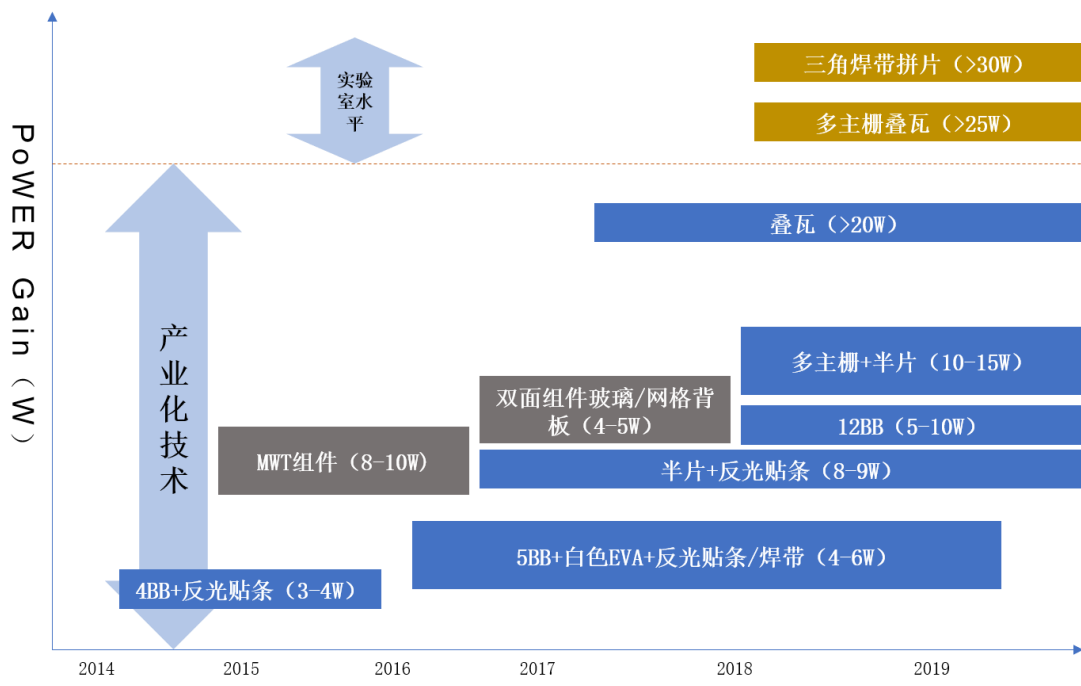 PoWER Gain（W）
实验
室水
平
三角焊带拼片（>30W）
多主栅叠瓦（>25W）
叠瓦（>20W）
产业化技术
多主栅+半片（10-15W）
双面组件玻璃/网格背
板（4-5W）
12BB（5-10W）
MWT组件（8-10W)
半片+反光贴条（8-9W）
5BB+白色EVA+反光贴条/焊带（4-6W）
4BB+反光贴条（3-4W）
2014 2015 2016 2017 2018 2019